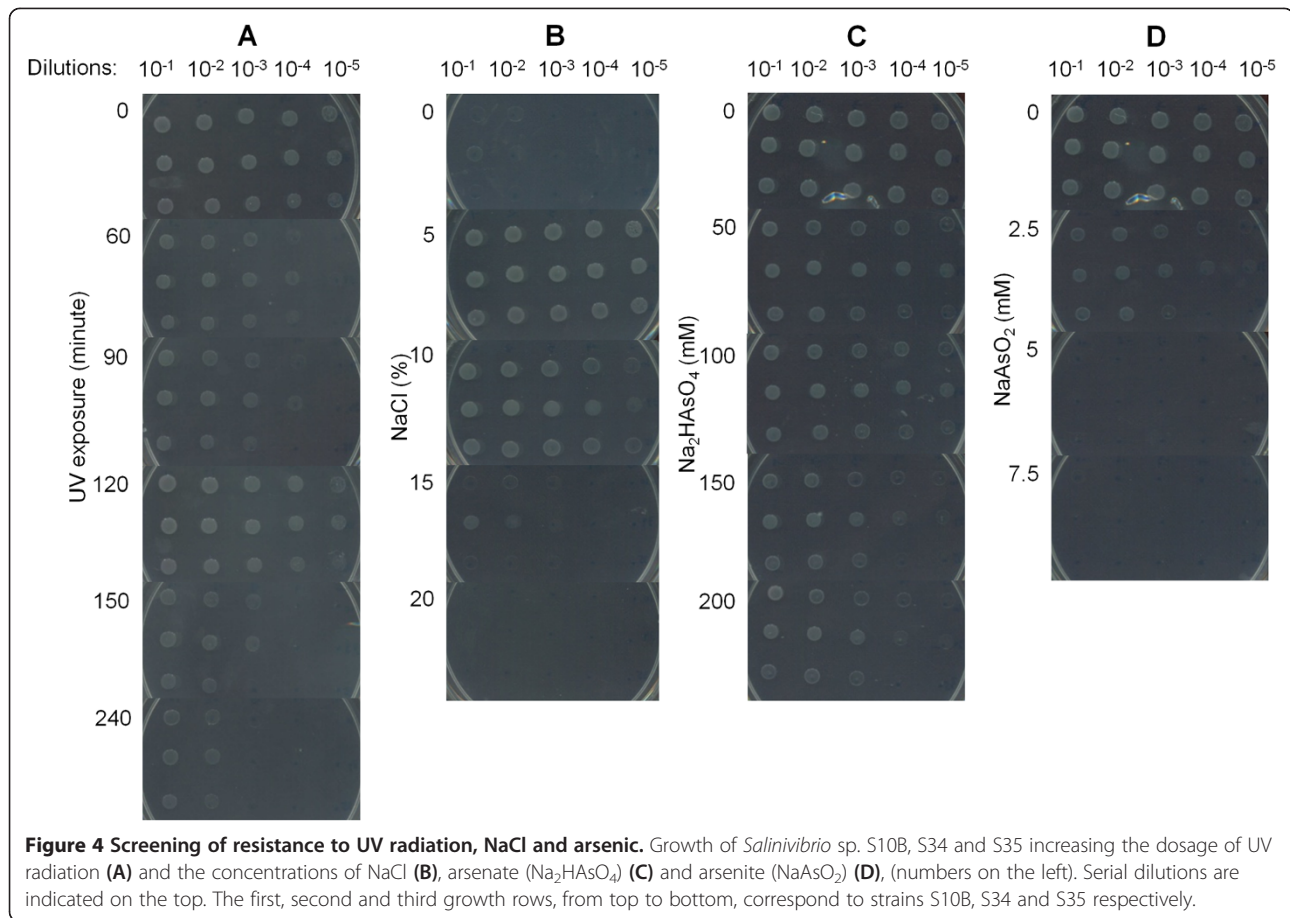 A B C D
Dilutions: 10⁻¹ 10⁻² 10⁻³ 10⁻⁴ 10⁻⁵ 10⁻¹ 10⁻² 10⁻³ 10⁻⁴ 10⁻⁵ 10⁻¹ 10⁻² 10⁻³ 10⁻⁴ 10⁻⁵ 10⁻¹ 10⁻² 10⁻³ 10⁻⁴ 10⁻⁵
UV exposure (minute)
0
60
90
120
150
240
NaCl (%)
0
5
10
15
20
Na₂HAsO₄ (mM)
0
50
100
150
200
NaAsO₂ (mM)
0
2.5
5
7.5
Figure 4 Screening of resistance to UV radiation, NaCl and arsenic. Growth of Salinivibrio sp. S10B, S34 and S35 increasing the dosage of UV
radiation (A) and the concentrations of NaCl (B), arsenate (Na₂HAsO₄) (C) and arsenite (NaAsO₂) (D), (numbers on the left). Serial dilutions are
indicated on the top. The first, second and third growth rows, from top to bottom, correspond to strains S10B, S34 and S35 respectively.